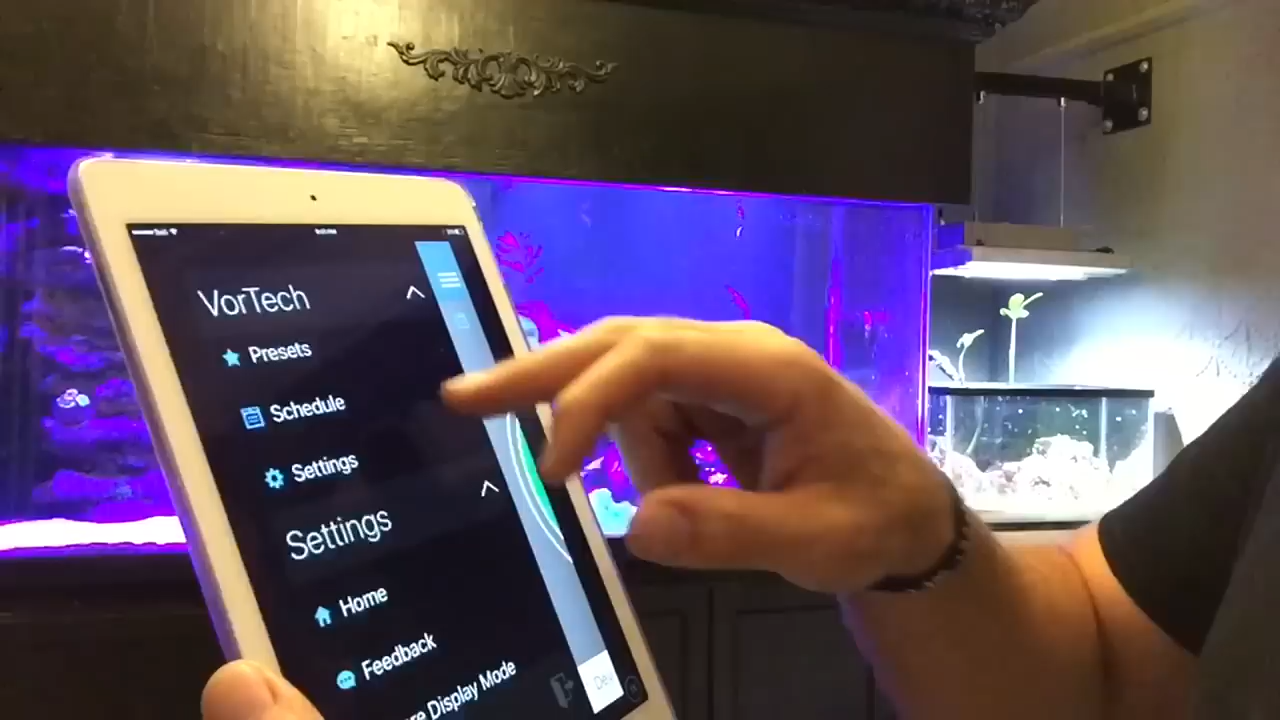 VorTech
Presets
Schedule
Settings
Settings
Home
Feedback
Display Mode